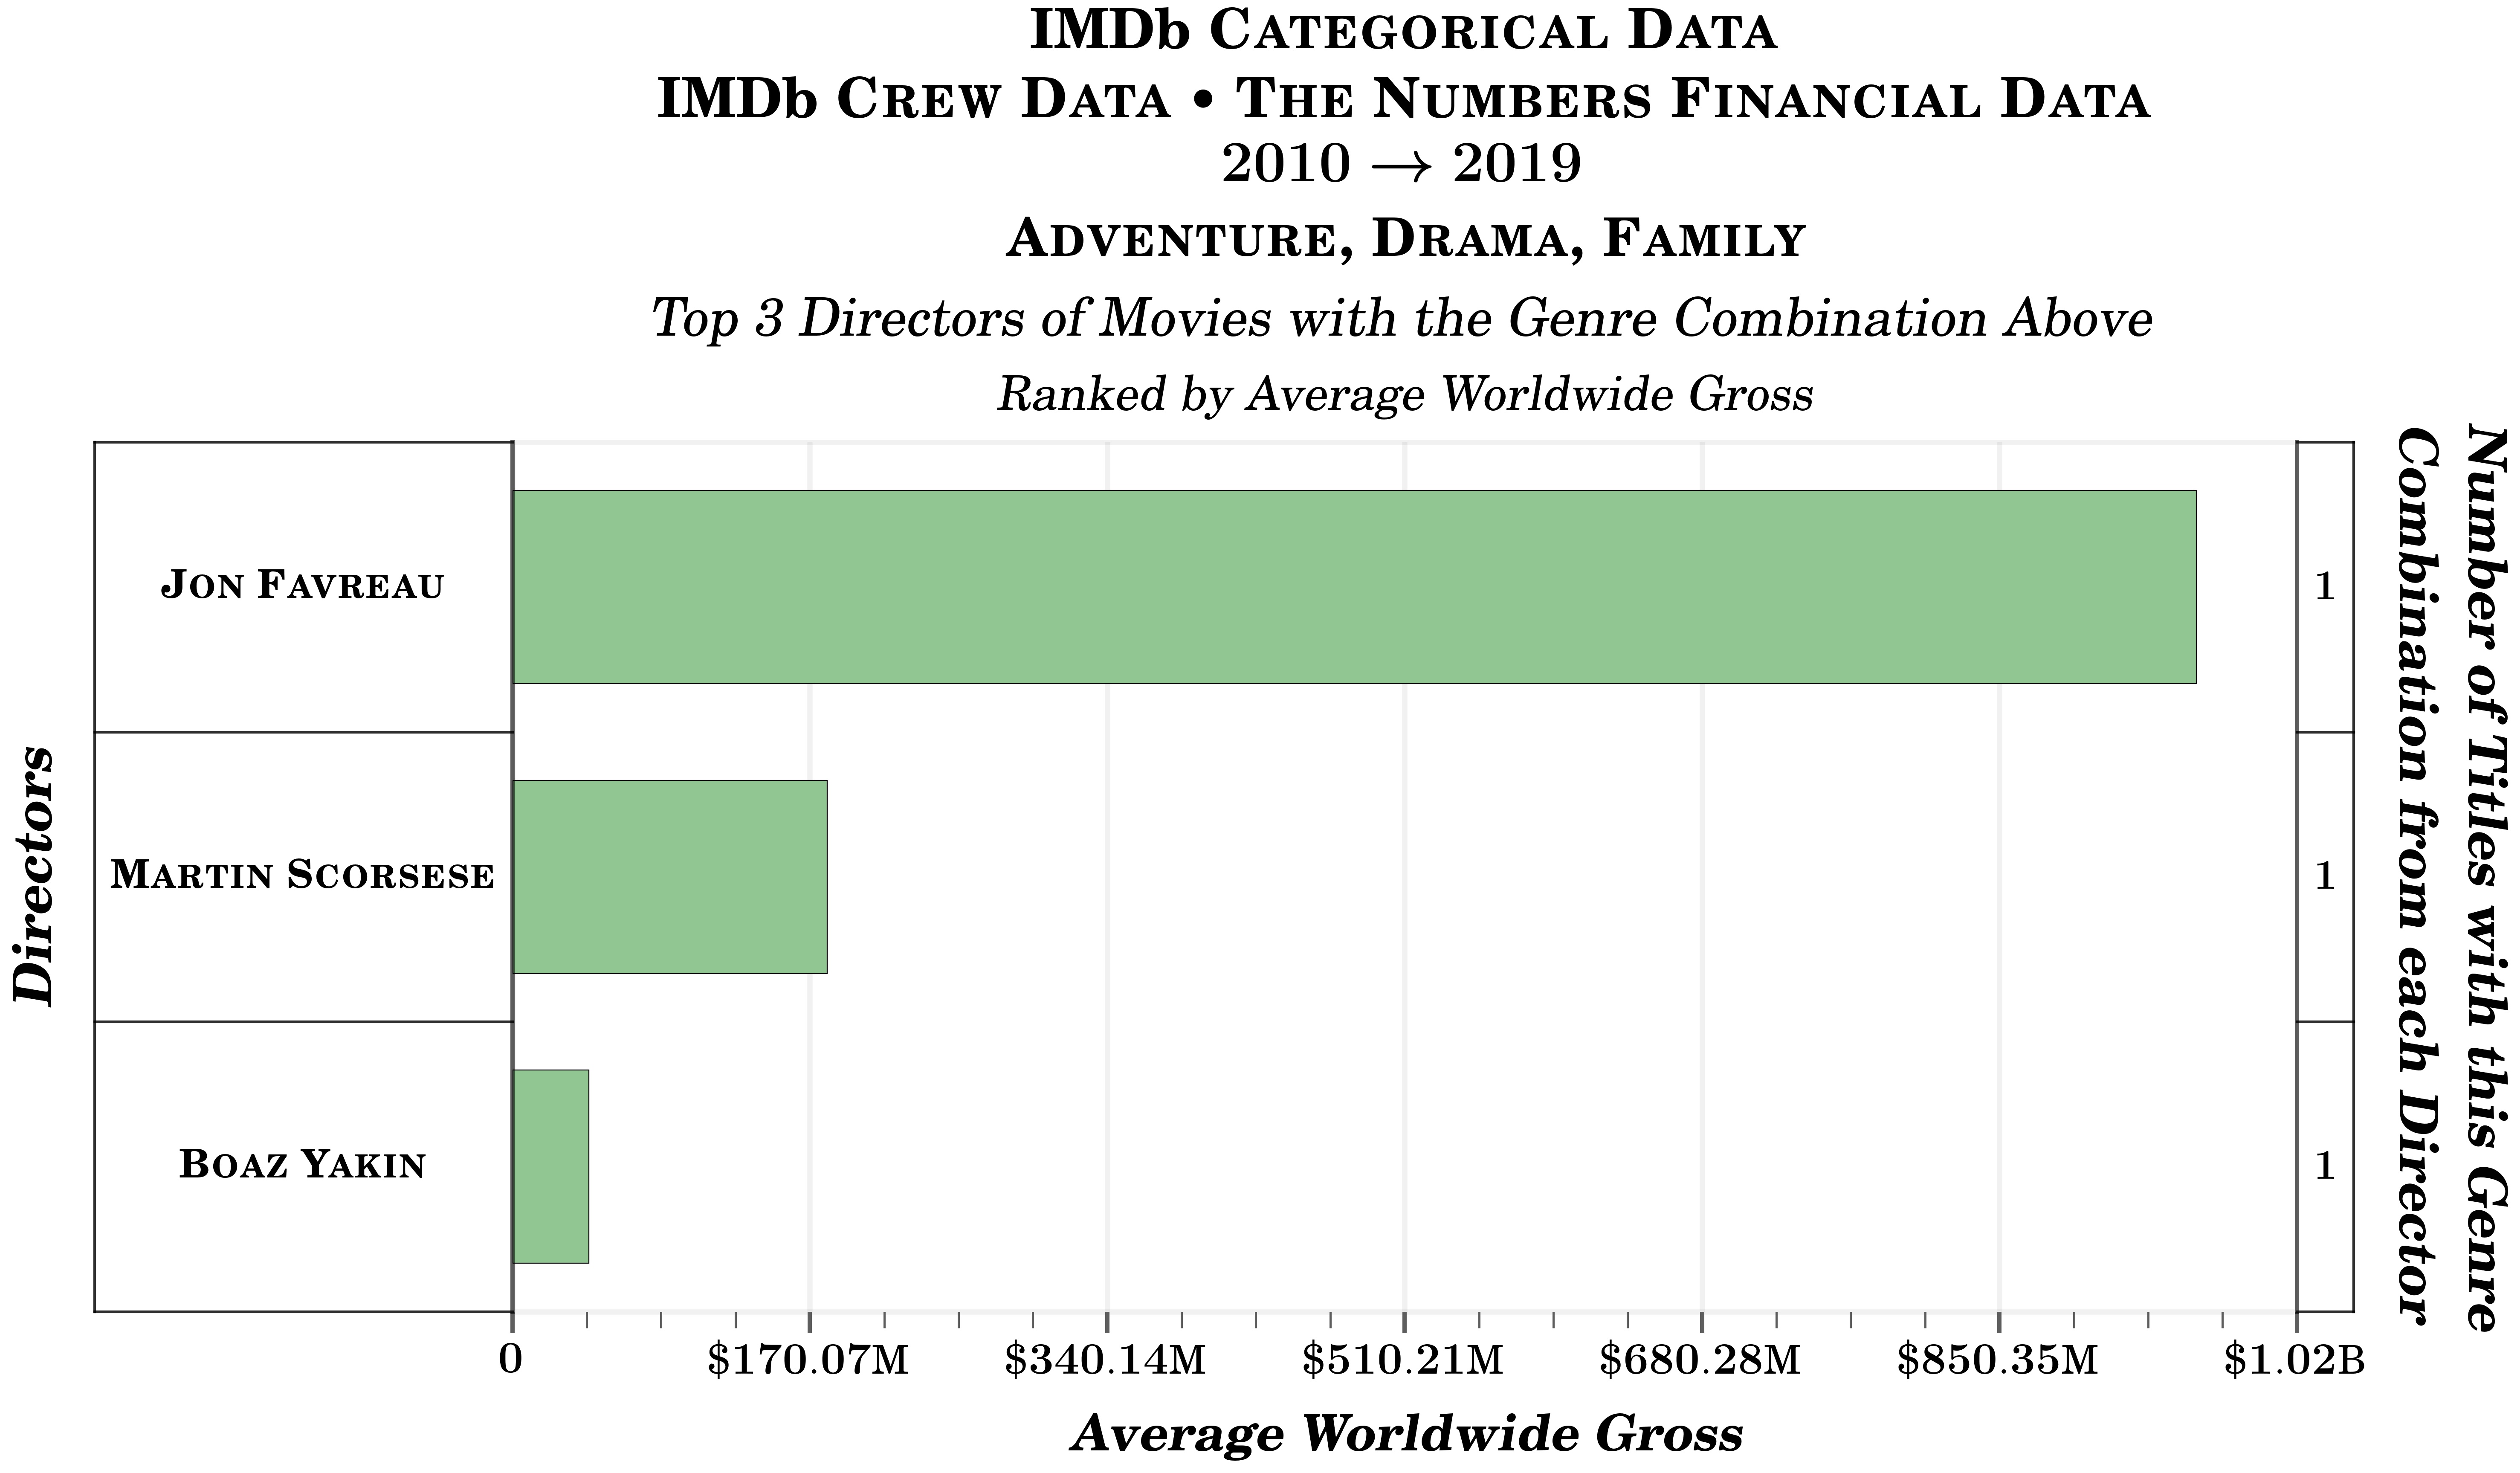 IMDb Categorical Data
IMDb Crew Data • The Numbers Financial Data
2010 → 2019
Adventure, Drama, Family
Top 3 Directors of Movies with the Genre Combination Above
Ranked by Average Worldwide Gross
Directors
Jon Favreau
1
Martin Scorsese
1
Boaz Yakin
1
Number of Titles with this Genre
Combination from each Director
0 $170.07M $340.14M $510.21M $680.28M $850.35M $1.02B
Average Worldwide Gross